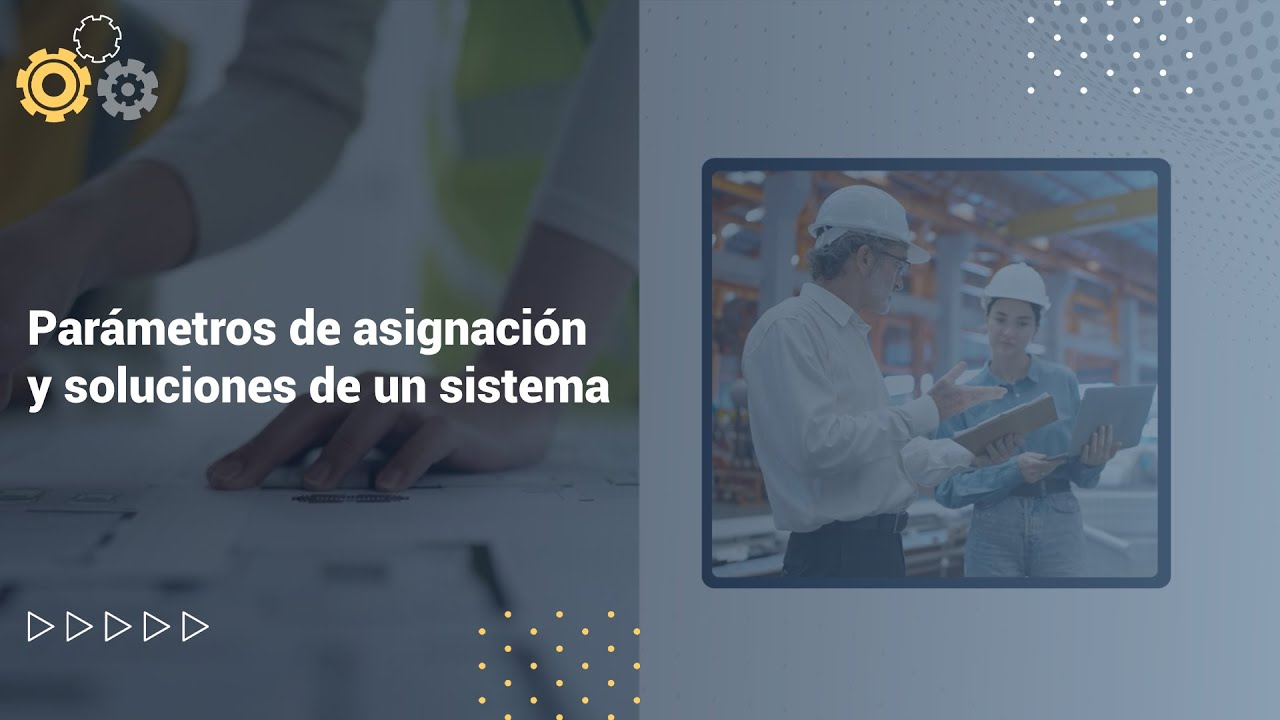 Parámetros de asignación
y soluciones de un sistema